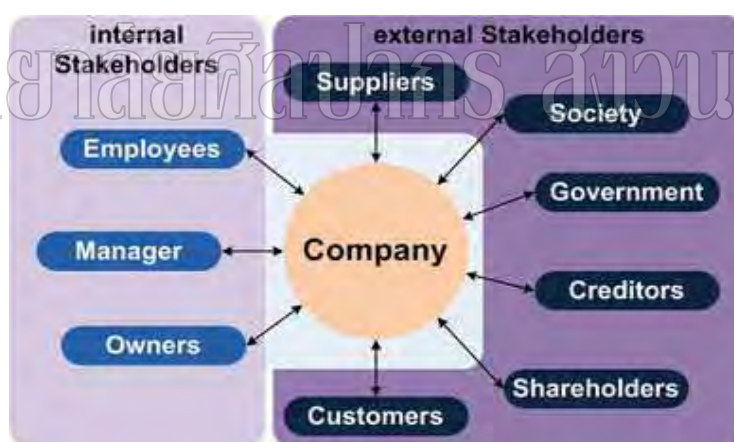 internal
Stakeholders
external Stakeholders
Suppliers
Society
Employees
Government
Company
Manager
Creditors
Owners
Shareholders
Customers